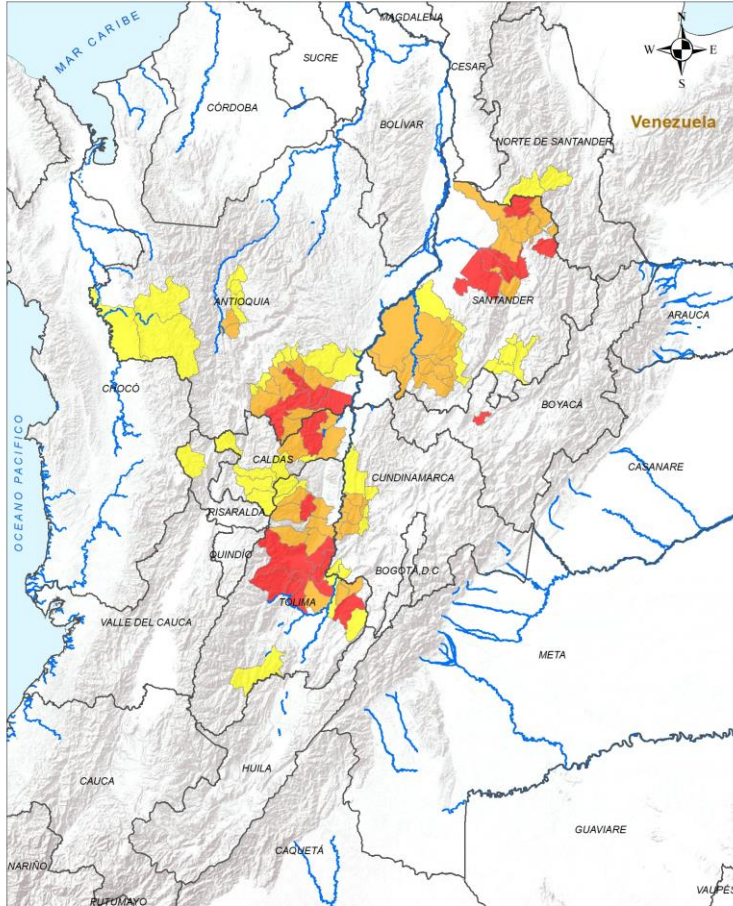 MAGDALENA
N
W
E
S
MAR CARIBE
SUCRE
CESAR
CÓRDOBA
BOLÍVAR
Venezuela
NORTE DE SANTANDER
ANTIOQUIA
SANTANDER
ARAUCA
CHOCÓ
BOYACÁ
OCEANO PACIFICO
CALDAS
CUNDINAMARCA
CASANARE
RISARALDA
QUINDÍO
BOGOTÁ, D.C
TOLIMA
VALLE DEL CAUCA
META
HUILA
CAUCA
GUAVIARE
CAQUETÁ
NARIÑO
PUTUMAYO
VAUPÉS